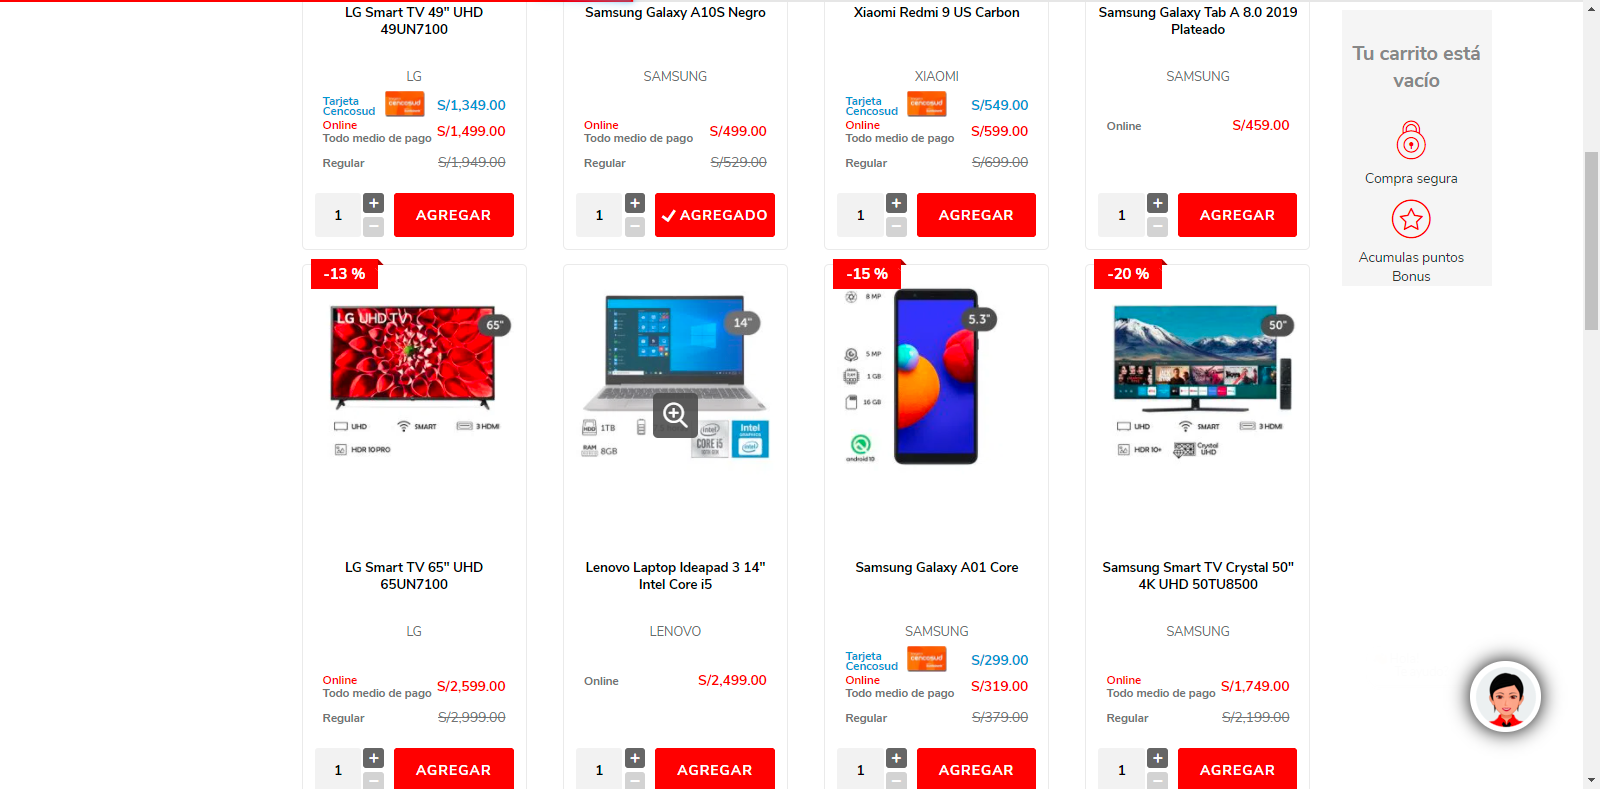 LG Smart TV 49" UHD
49UN7100
LG
Tarjeta
Cencosud
cencosud
S/1,349.00
Online
Todo medio de pago
S/1,499.00
Regular
S/1,949.00
1
+
−
AGREGAR
Samsung Galaxy A10S Negro
SAMSUNG
Online
Todo medio de pago
S/499.00
Regular
S/529.00
1
+
−
AGREGADO
Xiaomi Redmi 9 US Carbon
XIAOMI
Tarjeta
Cencosud
cencosud
S/549.00
Online
Todo medio de pago
S/599.00
Regular
S/699.00
1
+
−
AGREGAR
Samsung Galaxy Tab A 8.0 2019
Plateado
SAMSUNG
Online
S/459.00
1
+
−
AGREGAR
Tu carrito está
vacío
Compra segura
Acumulas puntos
Bonus
-13 %
LG UHD TV
65"
UHD
SMART
3 HDMI
HDR 10 PRO
LG Smart TV 65" UHD
65UN7100
LG
Online
Todo medio de pago
S/2,599.00
Regular
S/2,999.00
1
+
−
AGREGAR
14"
HDD
1TB
RAM
8GB
intel
CORE i5
Intel
GRAPHICS
intel
Lenovo Laptop Ideapad 3 14"
Intel Core i5
LENOVO
Online
S/2,499.00
1
+
−
AGREGAR
-15 %
8 MP
5.3"
5 MP
1 GB
16 GB
android 10
Samsung Galaxy A01 Core
SAMSUNG
Tarjeta
Cencosud
cencosud
S/299.00
Online
Todo medio de pago
S/319.00
Regular
S/379.00
1
+
−
AGREGAR
-20 %
50"
UHD
SMART
3 HDMI
HDR 10+
Crystal
UHD
Samsung Smart TV Crystal 50"
4K UHD 50TU8500
SAMSUNG
Online
Todo medio de pago
S/1,749.00
Regular
S/2,199.00
1
+
−
AGREGAR